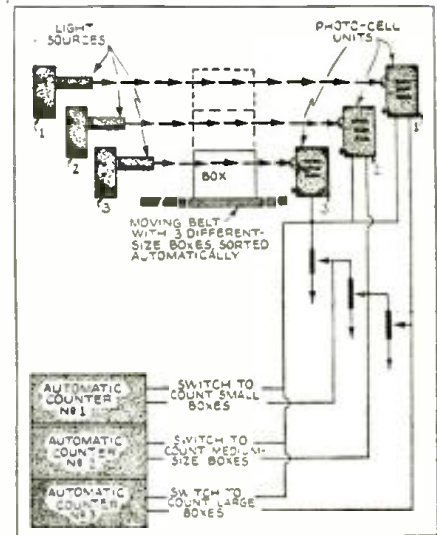 LIGHT
SOURCES
PHOTO-CELL
UNITS
1
1
2
2
3
3
BOX
MOVING BELT
WITH 3 DIFFERENT-
SIZE BOXES, SORTED
AUTOMATICALLY
AUTOMATIC
COUNTER
Nº 1
SWITCH TO
COUNT SMALL
BOXES
AUTOMATIC
COUNTER
Nº
SWITCH TO
COUNT MEDIUM-
SIZE BOXES
AUTOMATIC
COUNTER
Nº 3
SWITCH TO
COUNT LARGE
BOXES